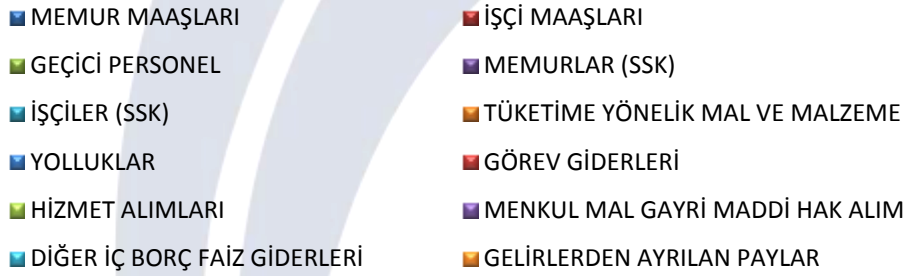 MEMUR MAAŞLARI
İŞÇİ MAAŞLARI
GEÇİCİ PERSONEL
MEMURLAR (SSK)
İŞÇİLER (SSK)
TÜKETİME YÖNELİK MAL VE MALZEME
YOLLUKLAR
GÖREV GİDERLERİ
HİZMET ALIMLARI
MENKUL MAL GAYRİ MADDİ HAK ALIM
DİĞER İÇ BORÇ FAİZ GİDERLERİ
GELİRLERDEN AYRILAN PAYLAR